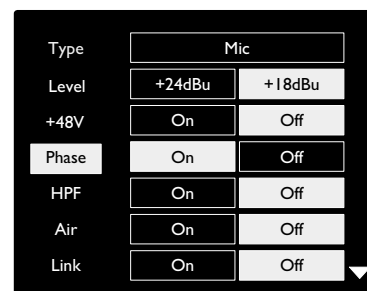 Type Mic
Level +24dBu +18dBu
+48V On Off
Phase On Off
HPF On Off
Air On Off
Link On Off